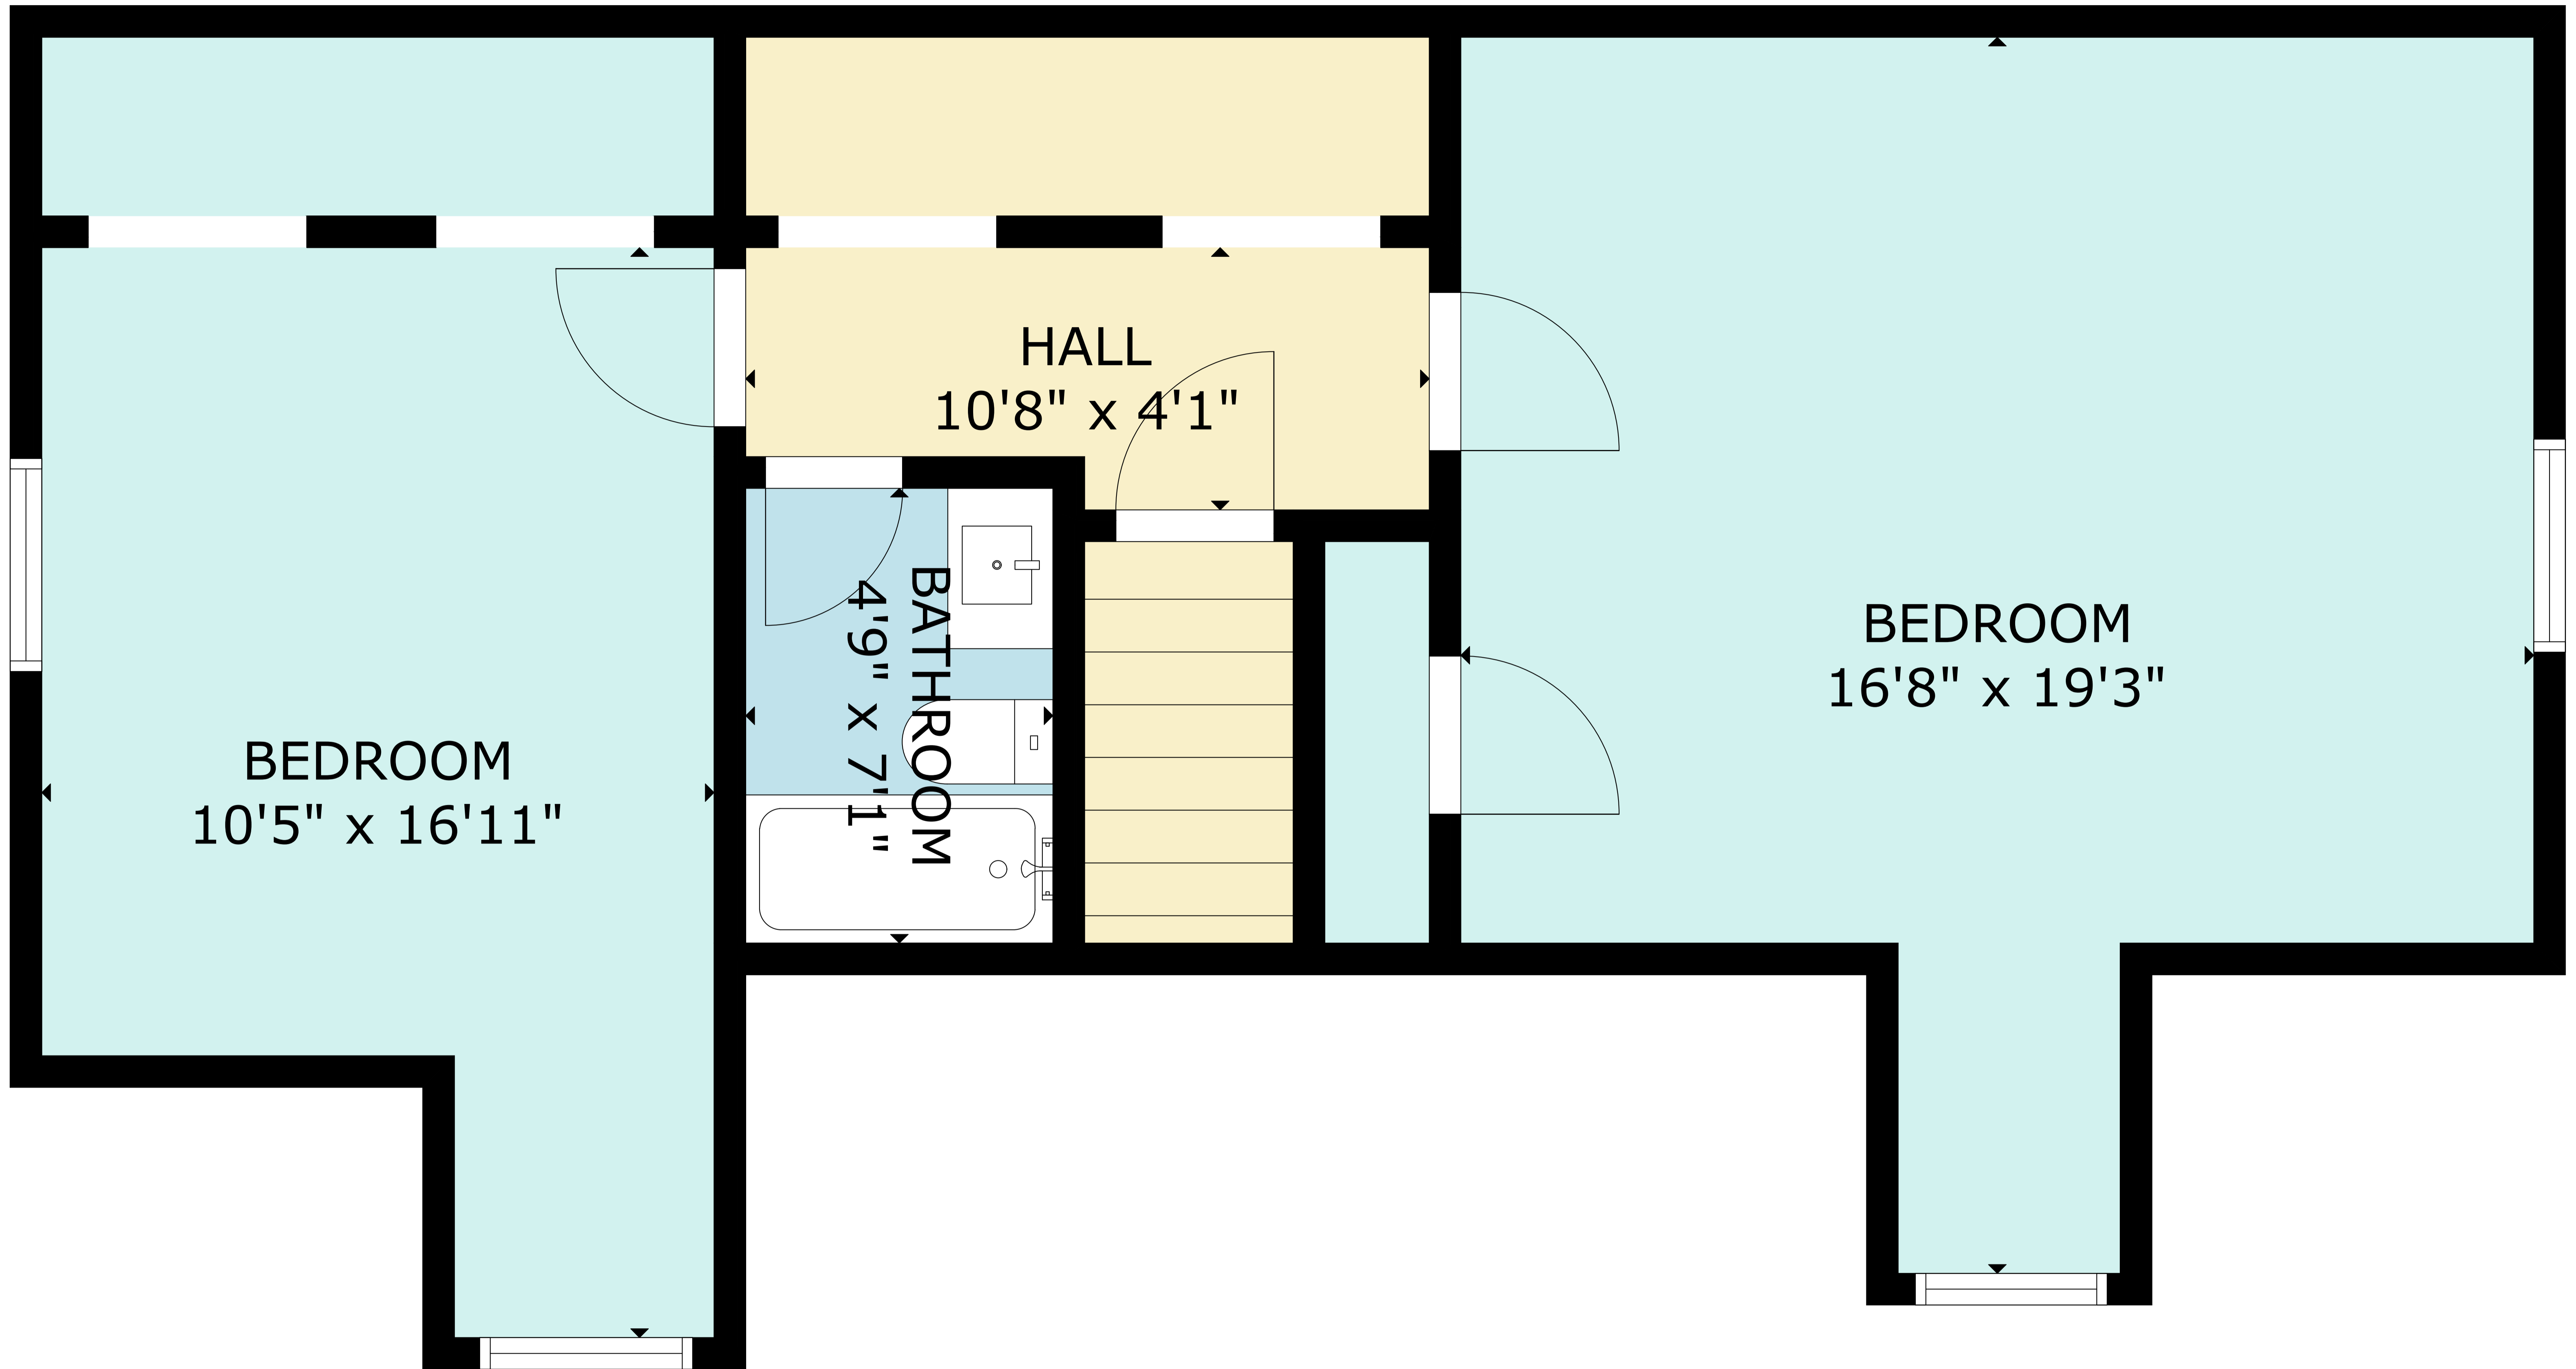 HALL
10'8" x 4'1"
BEDROOM
10'5" x 16'11"
BATHROOM
4'9" x 7'1"
BEDROOM
16'8" x 19'3"